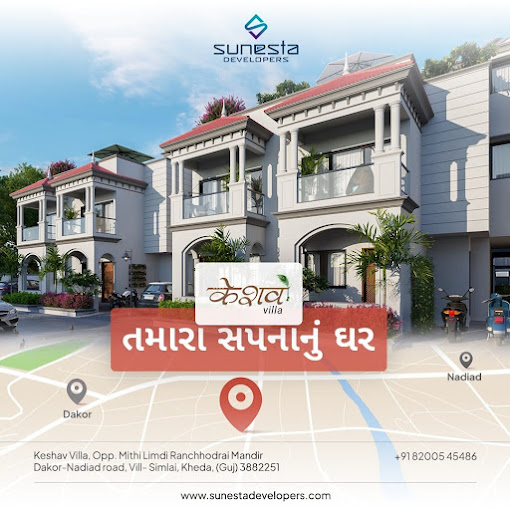 sunesta
DEVELOPERS
केशव
villa
તમારા સપનાનું ઘર
Nadiad
Dakor
Keshav Villa, Opp. Mithi Limdi Ranchhodrai Mandir
Dakor-Nadiad road, Vill- Simlai, Kheda, (Guj) 3882251
+91 82005 45486
www.sunestadevelopers.com